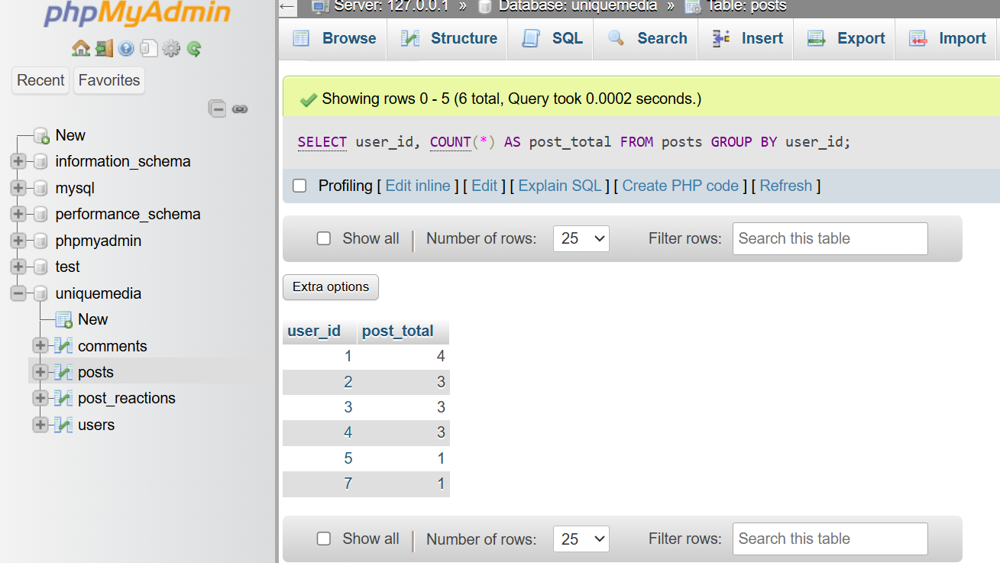 phpMyAdmin
Recent Favorites
New
information_schema
mysql
performance_schema
phpmyadmin
test
uniquemedia
New
comments
posts
post_reactions
users
Server: 127.0.0.1 » Database: uniquemedia » Table: posts
Browse Structure SQL Search Insert Export Import
Showing rows 0 - 5 (6 total, Query took 0.0002 seconds.)
SELECT user_id, COUNT(*) AS post_total FROM posts GROUP BY user_id;
Profiling [ Edit inline ] [ Edit ] [ Explain SQL ] [ Create PHP code ] [ Refresh ]
Show all Number of rows: 25 Filter rows: Search this table
Extra options
user_id post_total
1 4
2 3
3 3
4 3
5 1
7 1
Show all Number of rows: 25 Filter rows: Search this table